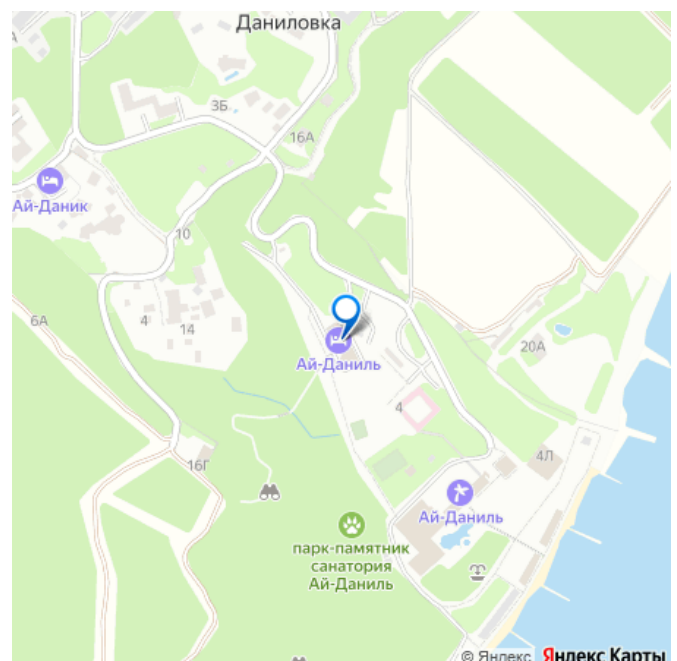 Даниловка
3Б
16А
Ай-Даник
10
6А
4
14
20А
Ай-Даниль
4
16Г
4Л
Ай-Даниль
парк-памятник
санатория
Ай-Даниль
© Яндекс Яндекс Карты